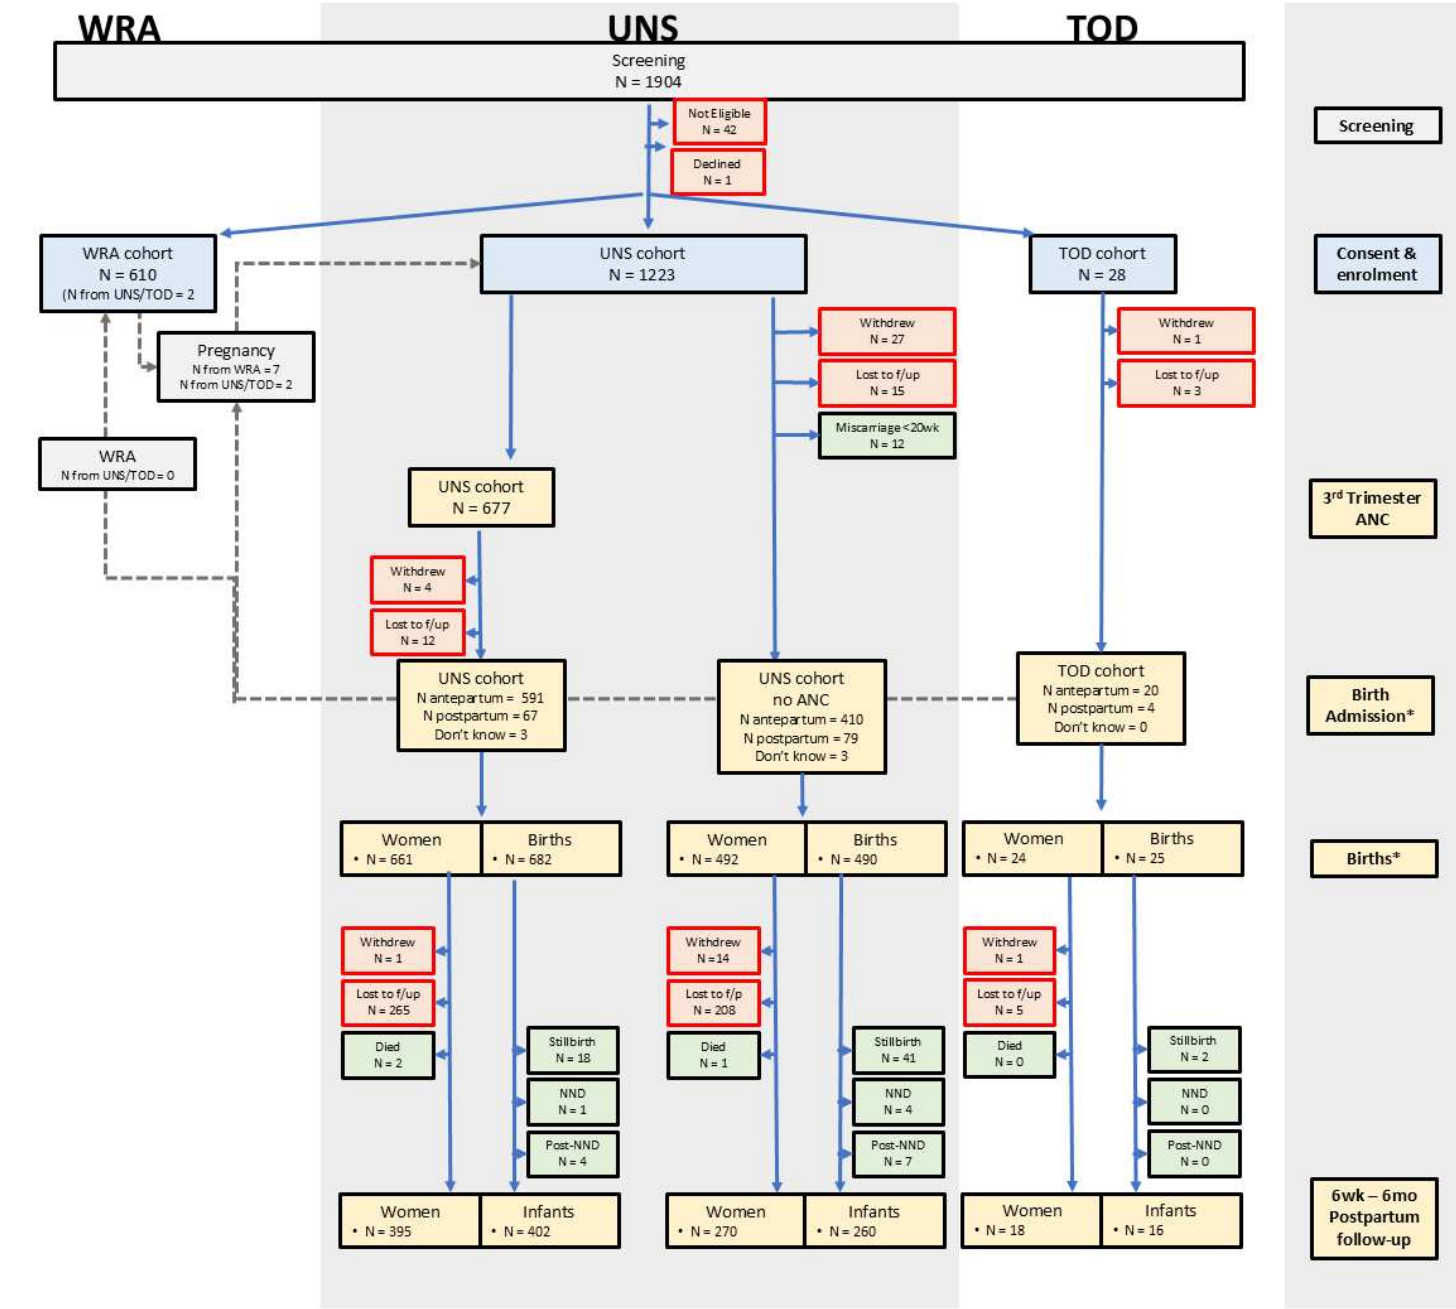 WRA
UNS
TOD
Screening
N = 1904
Not Eligible
N = 42
Declined
N = 1
Screening
WRA cohort
N = 610
(N from UNS/TOD = 2
UNS cohort
N = 1223
TOD cohort
N = 28
Consent &
enrolment
Pregnancy
N from WRA = 7
N from UNS/TOD = 2
Withdrew
N = 27
Lost to f/up
N = 15
Miscarriage <20wk
N = 12
Withdrew
N = 1
Lost to f/up
N = 3
WRA
N from UNS/TOD = 0
UNS cohort
N = 677
3rd Trimester
ANC
Withdrew
N = 4
Lost to f/up
N = 12
UNS cohort
N antepartum = 591
N postpartum = 67
Don't know = 3
UNS cohort
no ANC
N antepartum = 410
N postpartum = 79
Don't know = 3
TOD cohort
N antepartum = 20
N postpartum = 4
Don't know = 0
Birth
Admission*
Women
• N = 661
Births
• N = 682
Women
• N = 492
Births
• N = 490
Women
• N = 24
Births
• N = 25
Births*
Withdrew
N = 1
Lost to f/up
N = 265
Died
N = 2
Stillbirth
N = 18
NND
N = 1
Post-NND
N = 4
Withdrew
N =14
Lost to f/p
N = 208
Died
N = 1
Stillbirth
N = 41
NND
N = 4
Post-NND
N = 7
Withdrew
N = 1
Lost to f/up
N = 5
Died
N = 0
Stillbirth
N = 2
NND
N = 0
Post-NND
N = 0
Women
• N = 395
Infants
• N = 402
Women
• N = 270
Infants
• N = 260
Women
• N = 18
Infants
• N = 16
6wk – 6mo
Postpartum
follow-up